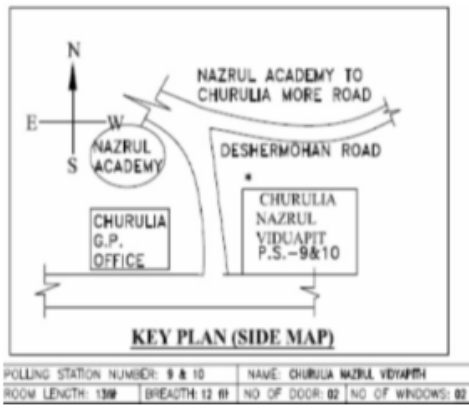 N
NAZRUL ACADEMY TO
CHURULIA MORE ROAD
E W
NAZRUL
ACADEMY
S
DESHERMOHAN ROAD
CHURULIA
NAZRUL
VIDUAPIT
P.S.-9&10
CHURULIA
G.P.
OFFICE
KEY PLAN (SIDE MAP)
POLLING STATION NUMBER: 9 & 10 NAME: CHURULIA NAZRUL VIDYAPITH
ROOM LENGTH: BREADTH: 12 NO OF DOOR: 02 NO OF WINDOWS: 02